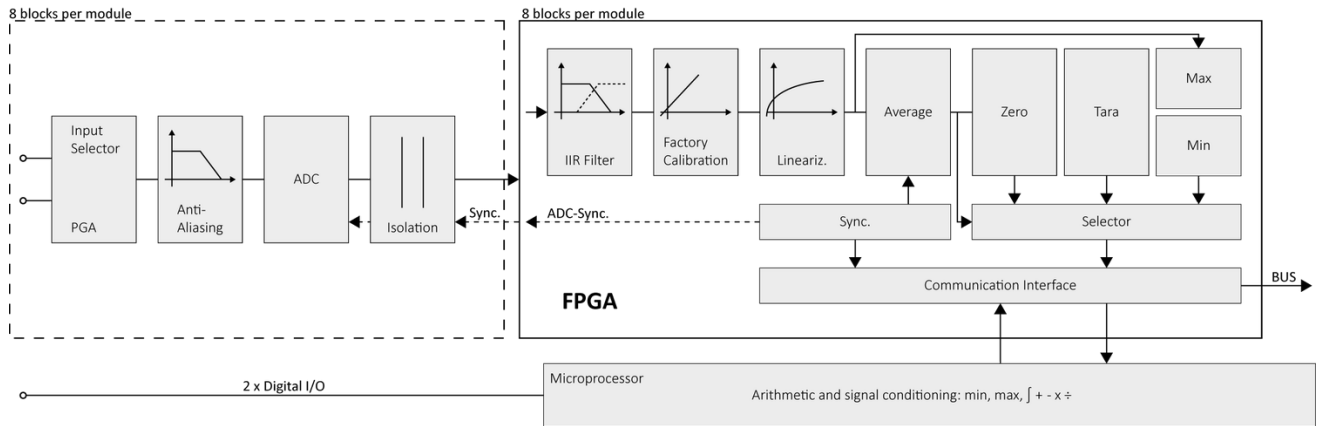 8 blocks per module
8 blocks per module
Input
Selector
PGA
Anti-
Aliasing
ADC
Isolation
Sync.
ADC-Sync.
IIR Filter
Factory
Calibration
Lineariz.
Average
Zero
Tara
Max
Min
Sync.
Selector
Communication Interface
BUS
FPGA
2 x Digital I/O
Microprocessor
Arithmetic and signal conditioning: min, max, ∫ + - x ÷